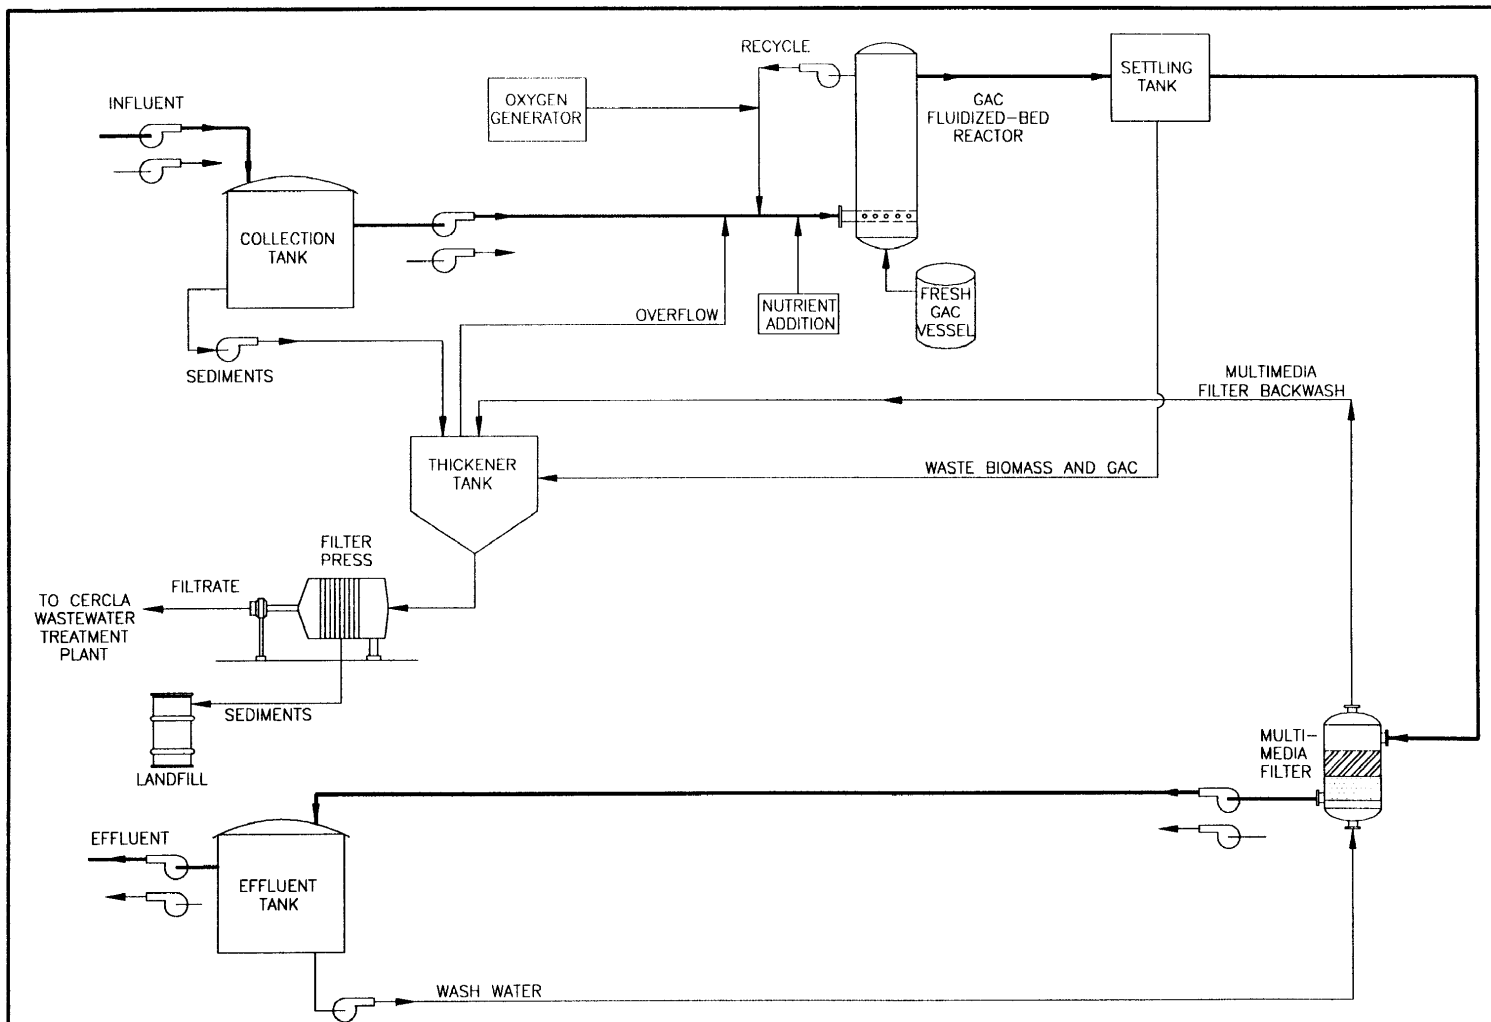 RECYCLE
SETTLING
TANK
INFLUENT
OXYGEN
GENERATOR
GAC
FLUIDIZED-BED
REACTOR
COLLECTION
TANK
OVERFLOW
NUTRIENT
ADDITION
FRESH
GAC
VESSEL
SEDIMENTS
MULTIMEDIA
FILTER BACKWASH
THICKENER
TANK
WASTE BIOMASS AND GAC
FILTER
PRESS
FILTRATE
TO CERCLA
WASTEWATER
TREATMENT
PLANT
SEDIMENTS
LANDFILL
MULTI-
MEDIA
FILTER
EFFLUENT
EFFLUENT
TANK
WASH WATER